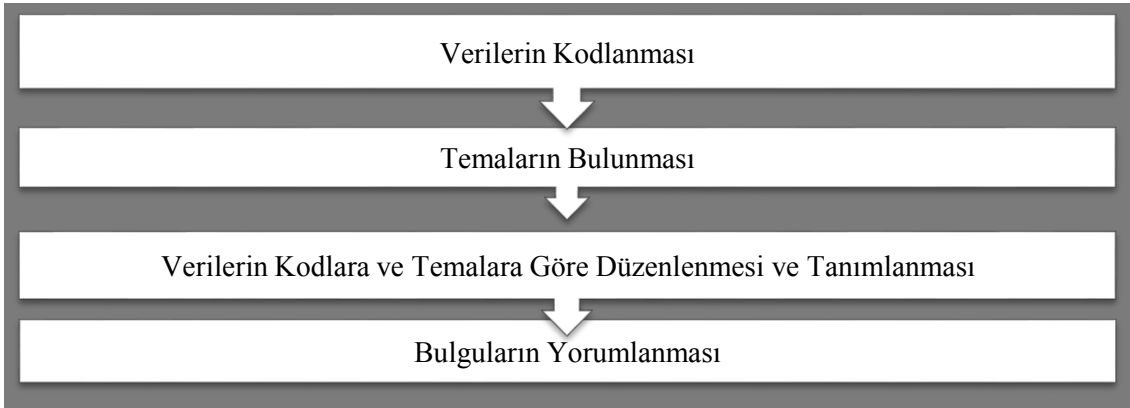 Verilerin Kodlanması
Temaların Bulunması
Verilerin Kodlara ve Temalara Göre Düzenlenmesi ve Tanımlanması
Bulguların Yorumlanması